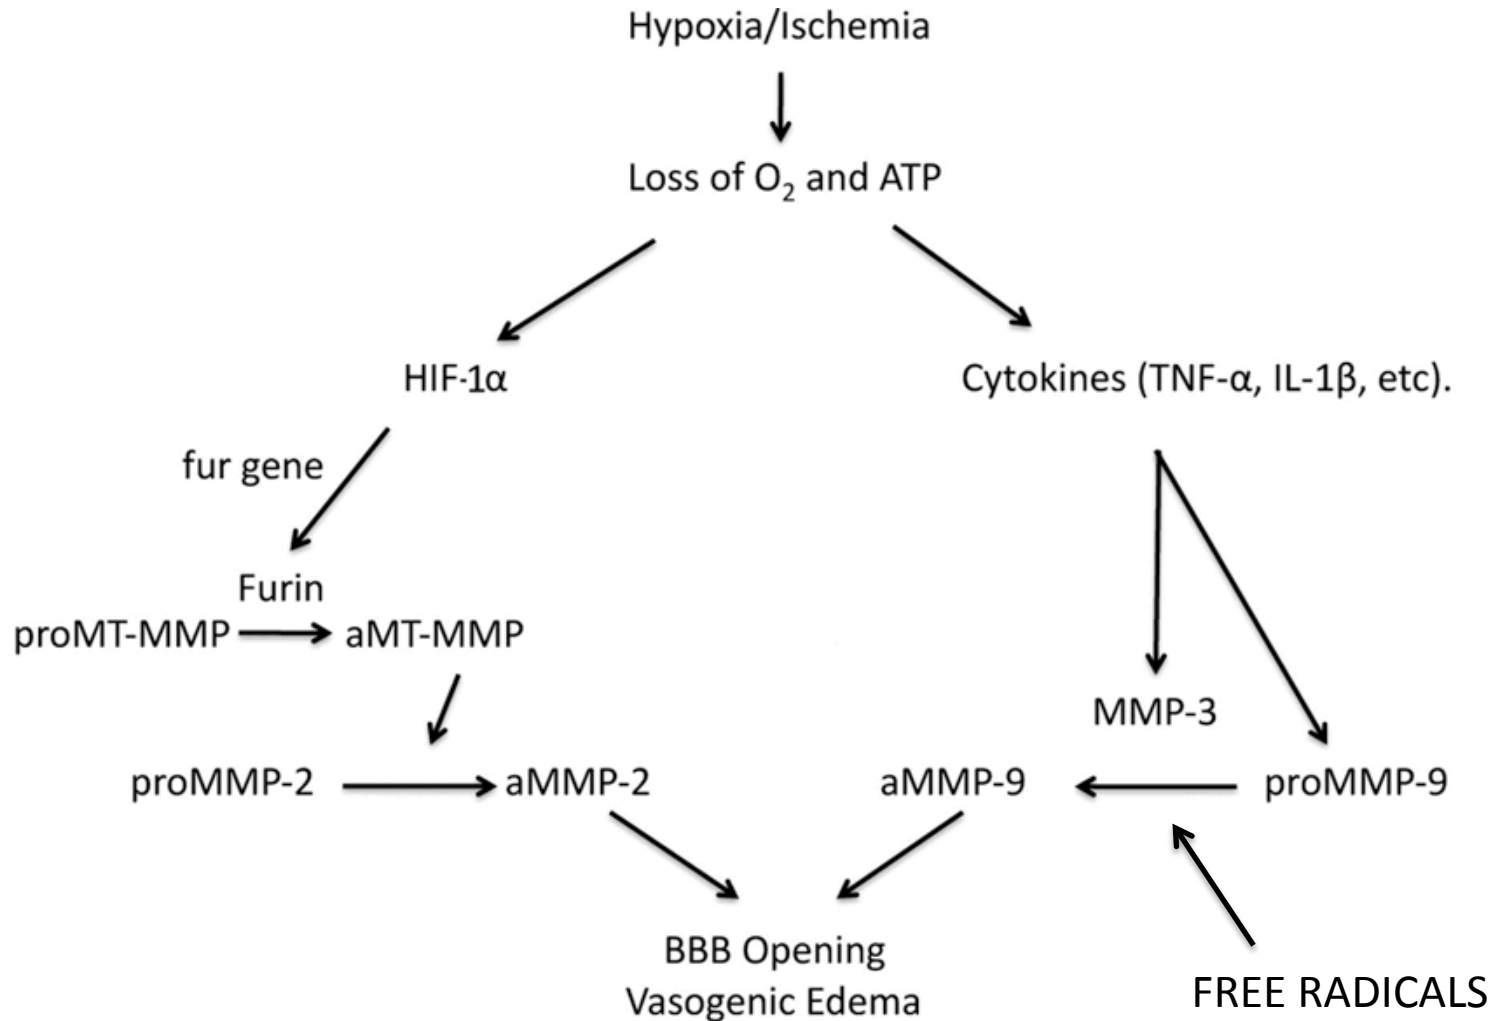 Hypoxia/Ischemia
Loss of O₂ and ATP
HIF-1α
Cytokines (TNF-α, IL-1β, etc).
fur gene
Furin
proMT-MMP
aMT-MMP
MMP-3
proMMP-2
aMMP-2
aMMP-9
proMMP-9
BBB Opening
Vasogenic Edema
FREE RADICALS